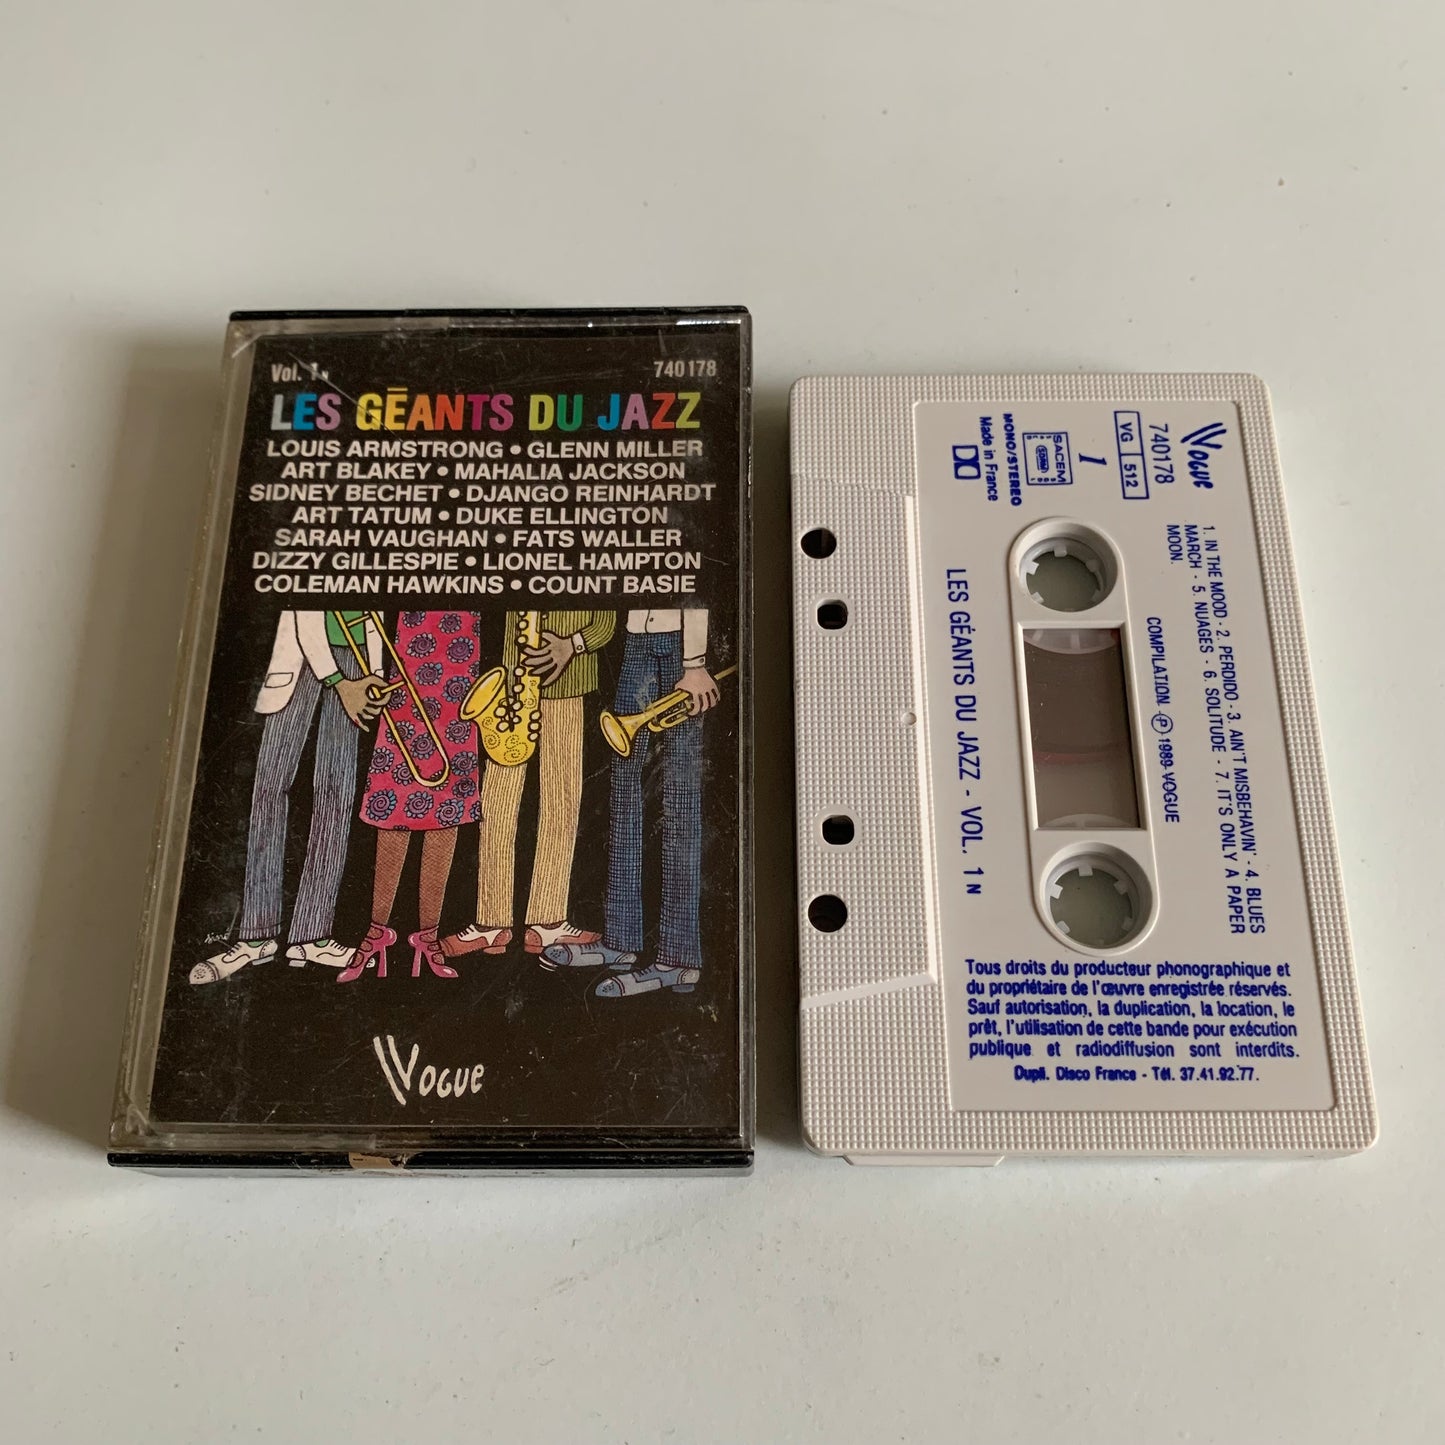 Vol. 1 N
740178
LES GĒANTS DU JAZZ
LOUIS ARMSTRONG • GLENN MILLER
ART BLAKEY • MAHALIA JACKSON
SIDNEY BECHET • DJANGO REINHARDT
ART TATUM • DUKE ELLINGTON
SARAH VAUGHAN • FATS WALLER
DIZZY GILLESPIE • LIONEL HAMPTON
COLEMAN HAWKINS • COUNT BASIE
siné
VOGUE
VOGUE
740178
VG 512
1
SACEM
SDRM
MONO/STEREO
Made in France
1. IN THE MOOD - 2. PERDIDO - 3. AIN'T MISBEHAVIN' - 4. BLUES
MARCH - 5. NUAGES - 6. SOLITUDE - 7. IT'S ONLY A PAPER
MOON.
COMPILATION ℗ 1989 VOGUE
LES GÉANTS DU JAZZ - VOL. 1 N
Tous droits du producteur phonographique et
du propriétaire de l'œuvre enregistrée réservés.
Sauf autorisation, la duplication, la location, le
prêt, l'utilisation de cette bande pour exécution
publique et radiodiffusion sont interdits.
Dupli. Disco France - Tél. 37.41.92.77.